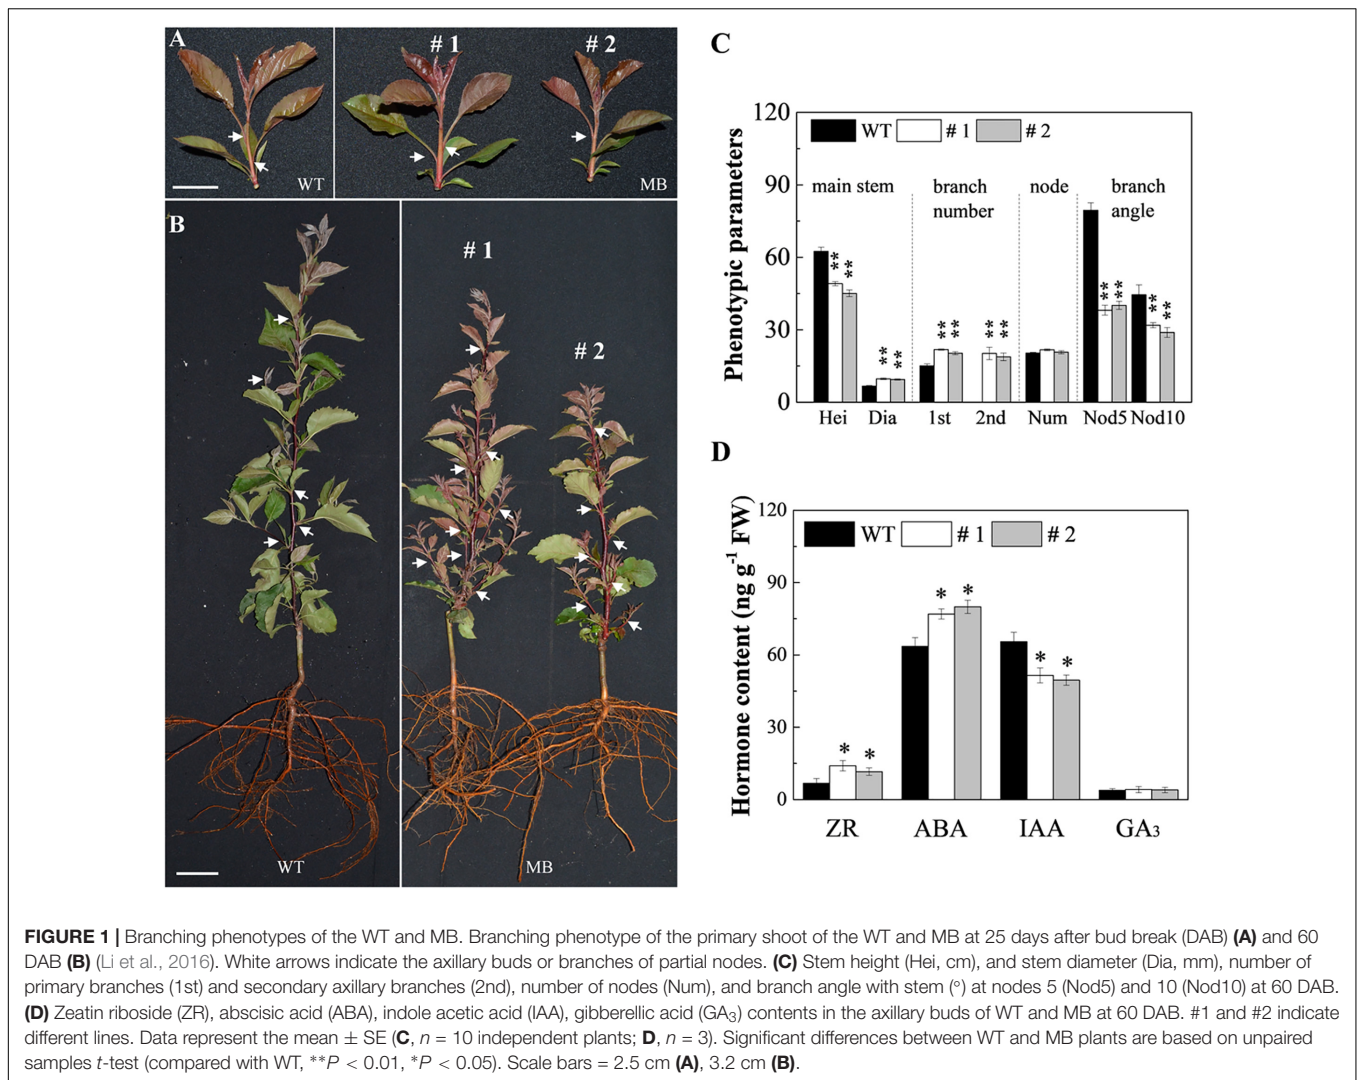 A
# 1
# 2
WT
MB
B
# 1
# 2
WT
MB
C
Phenotypic parameters
120
90
60
30
0
WT # 1 # 2
main stem
branch number
node
branch angle
** ** ** ** ** ** ** ** ** ** ** **
Hei Dia 1st 2nd Num Nod5 Nod10
D
Hormone content (ng g-1 FW)
120
90
60
30
0
WT # 1 # 2
* * * * * *
ZR ABA IAA GA3
FIGURE 1 | Branching phenotypes of the WT and MB. Branching phenotype of the primary shoot of the WT and MB at 25 days after bud break (DAB) (A) and 60
DAB (B) (Li et al., 2016). White arrows indicate the axillary buds or branches of partial nodes. (C) Stem height (Hei, cm), and stem diameter (Dia, mm), number of
primary branches (1st) and secondary axillary branches (2nd), number of nodes (Num), and branch angle with stem (°) at nodes 5 (Nod5) and 10 (Nod10) at 60 DAB.
(D) Zeatin riboside (ZR), abscisic acid (ABA), indole acetic acid (IAA), gibberellic acid (GA3) contents in the axillary buds of WT and MB at 60 DAB. #1 and #2 indicate
different lines. Data represent the mean ± SE (C, n = 10 independent plants; D, n = 3). Significant differences between WT and MB plants are based on unpaired
samples t-test (compared with WT, **P < 0.01, *P < 0.05). Scale bars = 2.5 cm (A), 3.2 cm (B).